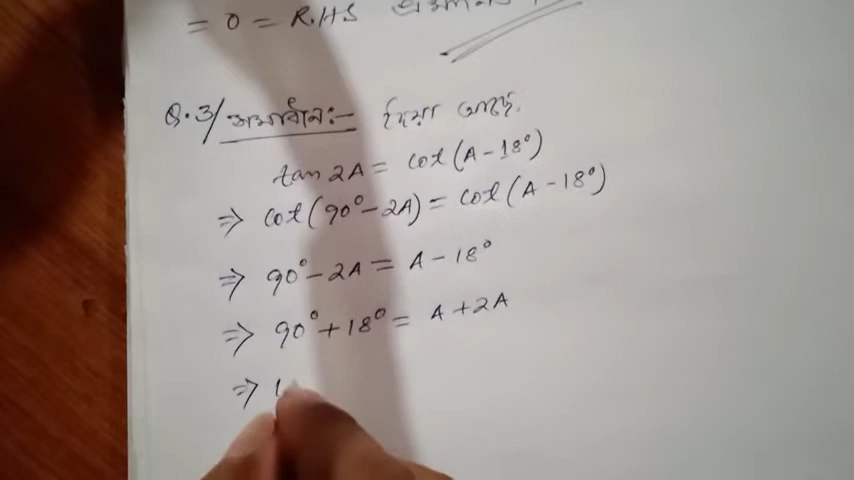 = 0 = R.H.S
Q.3/ সমাধান:- দিয়া আছে,
tan 2A = cot (A - 18°)
⇒ cot (90° - 2A) = cot (A - 18°)
⇒ 90° - 2A = A - 18°
⇒ 90° + 18° = A + 2A
⇒ 1